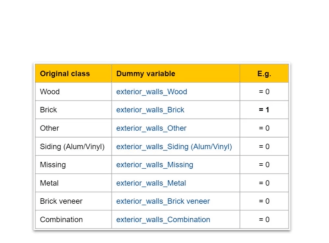 Original class Dummy variable E.g.
Wood exterior_walls_Wood = 0
Brick exterior_walls_Brick = 1
Other exterior_walls_Other = 0
Siding (Alum/Vinyl) exterior_walls_Siding (Alum/Vinyl) = 0
Missing exterior_walls_Missing = 0
Metal exterior_walls_Metal = 0
Brick veneer exterior_walls_Brick veneer = 0
Combination exterior_walls_Combination = 0